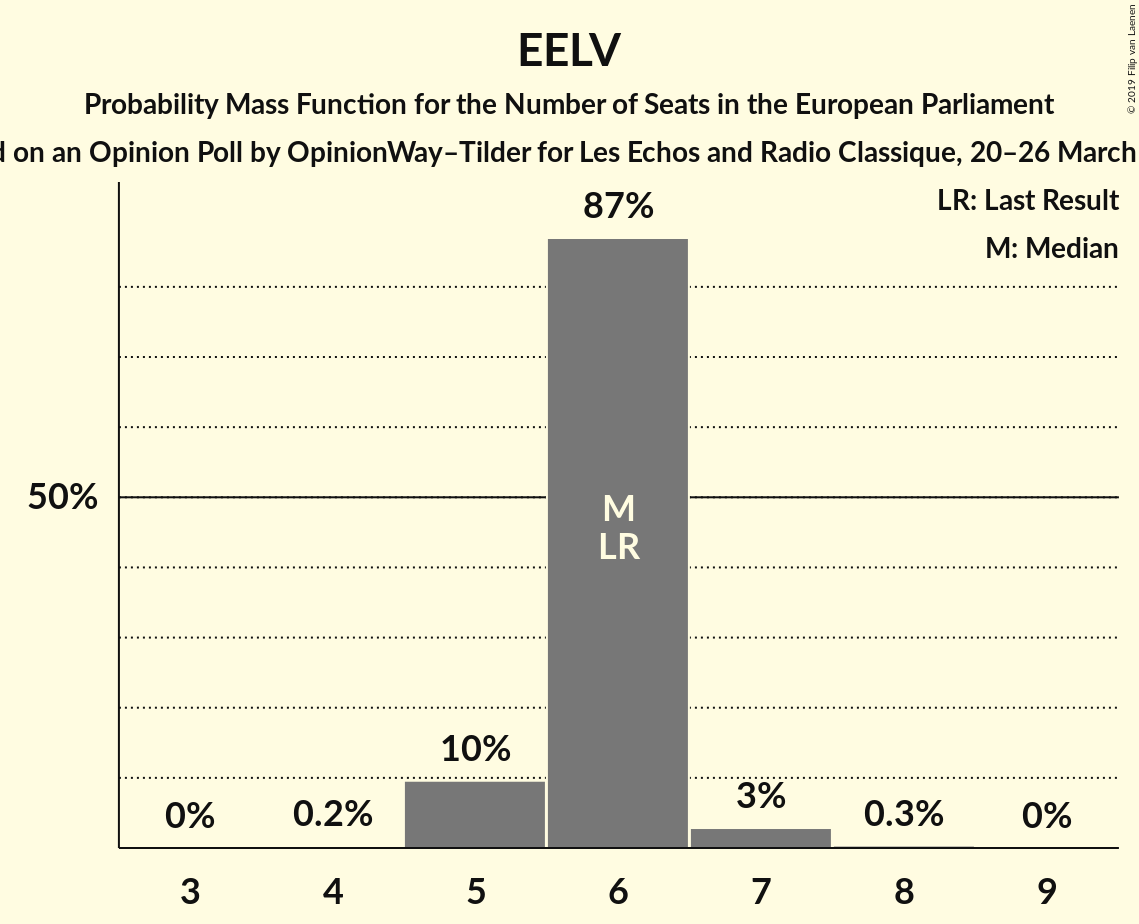 EELV
Probability Mass Function for the Number of Seats in the European Parliament
on an Opinion Poll by OpinionWay–Tilder for Les Echos and Radio Classique, 20–26 March
© 2019 Filip van Laenen
LR: Last Result
M: Median
87%
50%
M
LR
10%
3%
0%
0.2%
0.3%
0%
3 4 5 6 7 8 9